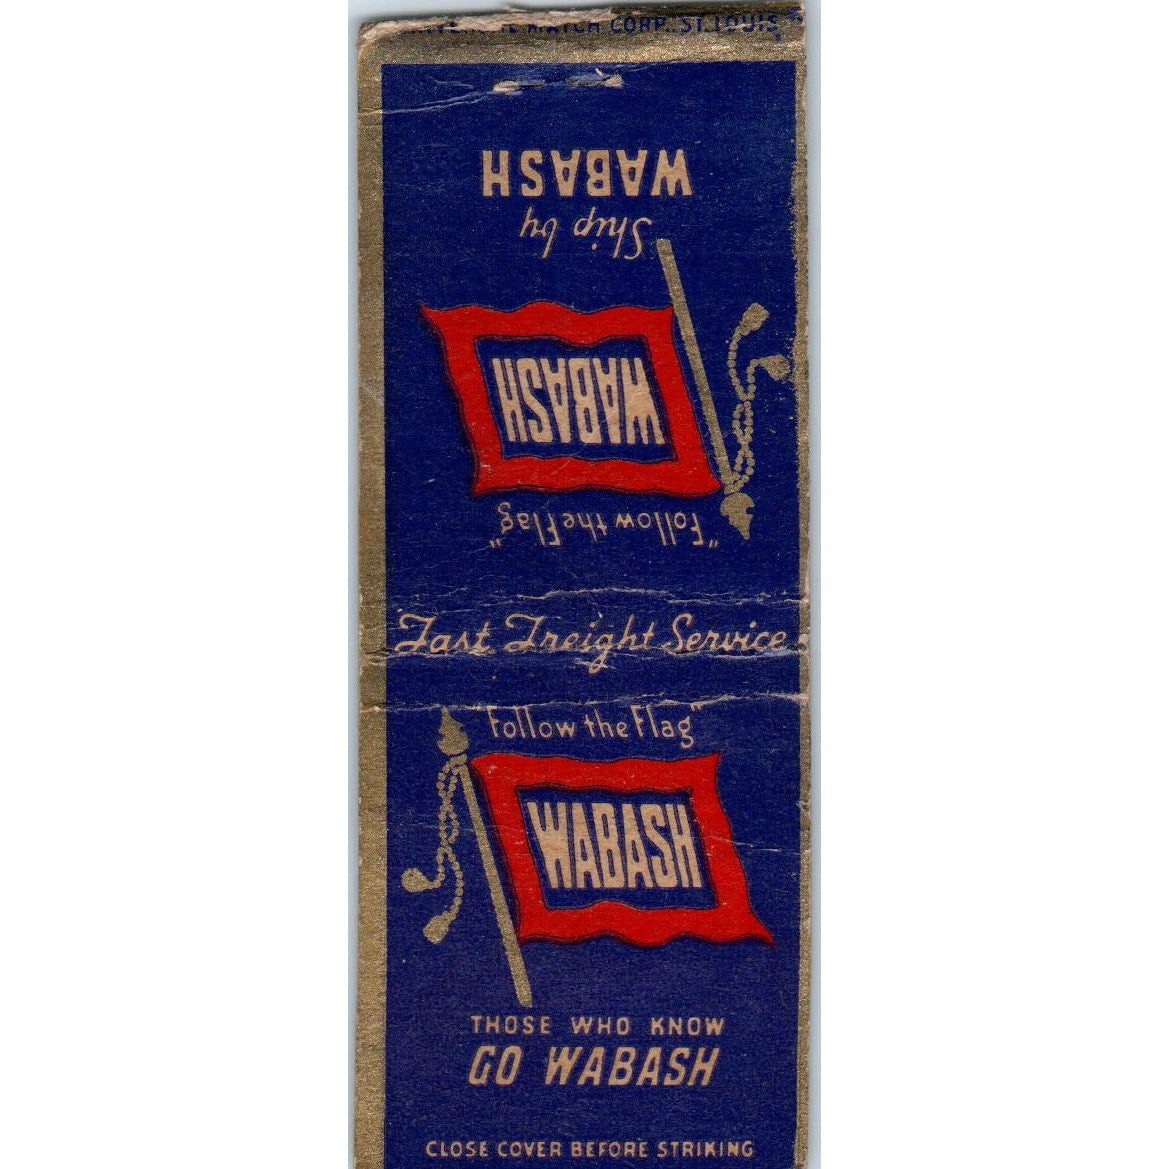 MATCH CORP. ST. LOUIS
Ship by
WABASH
WABASH
"Follow the Flag"
Fast Freight Service
"Follow the Flag"
WABASH
THOSE WHO KNOW
GO WABASH
CLOSE COVER BEFORE STRIKING